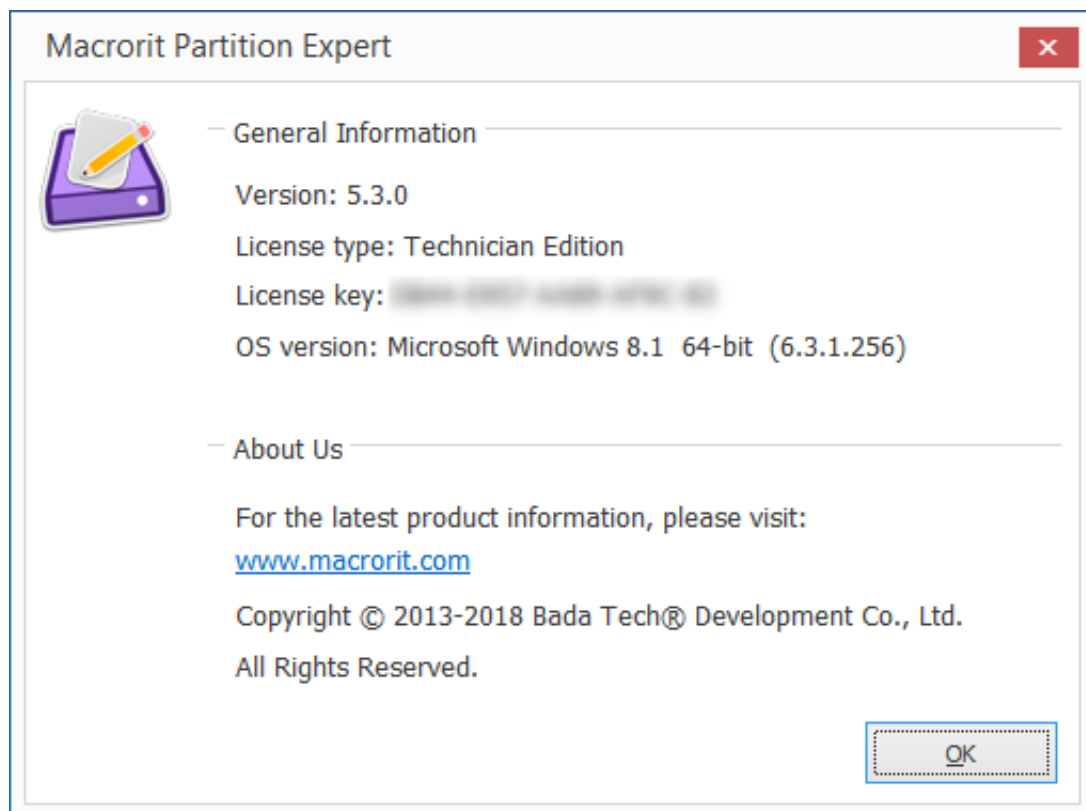 Macrorit Partition Expert
General Information
Version: 5.3.0
License type: Technician Edition
License key:
OS version: Microsoft Windows 8.1 64-bit (6.3.1.256)
About Us
For the latest product information, please visit:
www.macrorit.com
Copyright © 2013-2018 Bada Tech® Development Co., Ltd.
All Rights Reserved.
OK